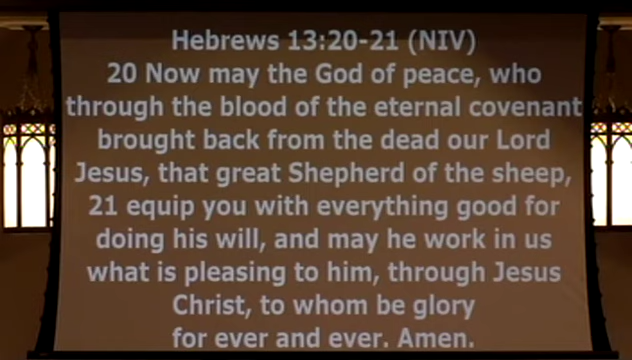 Hebrews 13:20-21 (NIV)
20 Now may the God of peace, who
through the blood of the eternal covenant
brought back from the dead our Lord
Jesus, that great Shepherd of the sheep,
21 equip you with everything good for
doing his will, and may he work in us
what is pleasing to him, through Jesus
Christ, to whom be glory
for ever and ever. Amen.